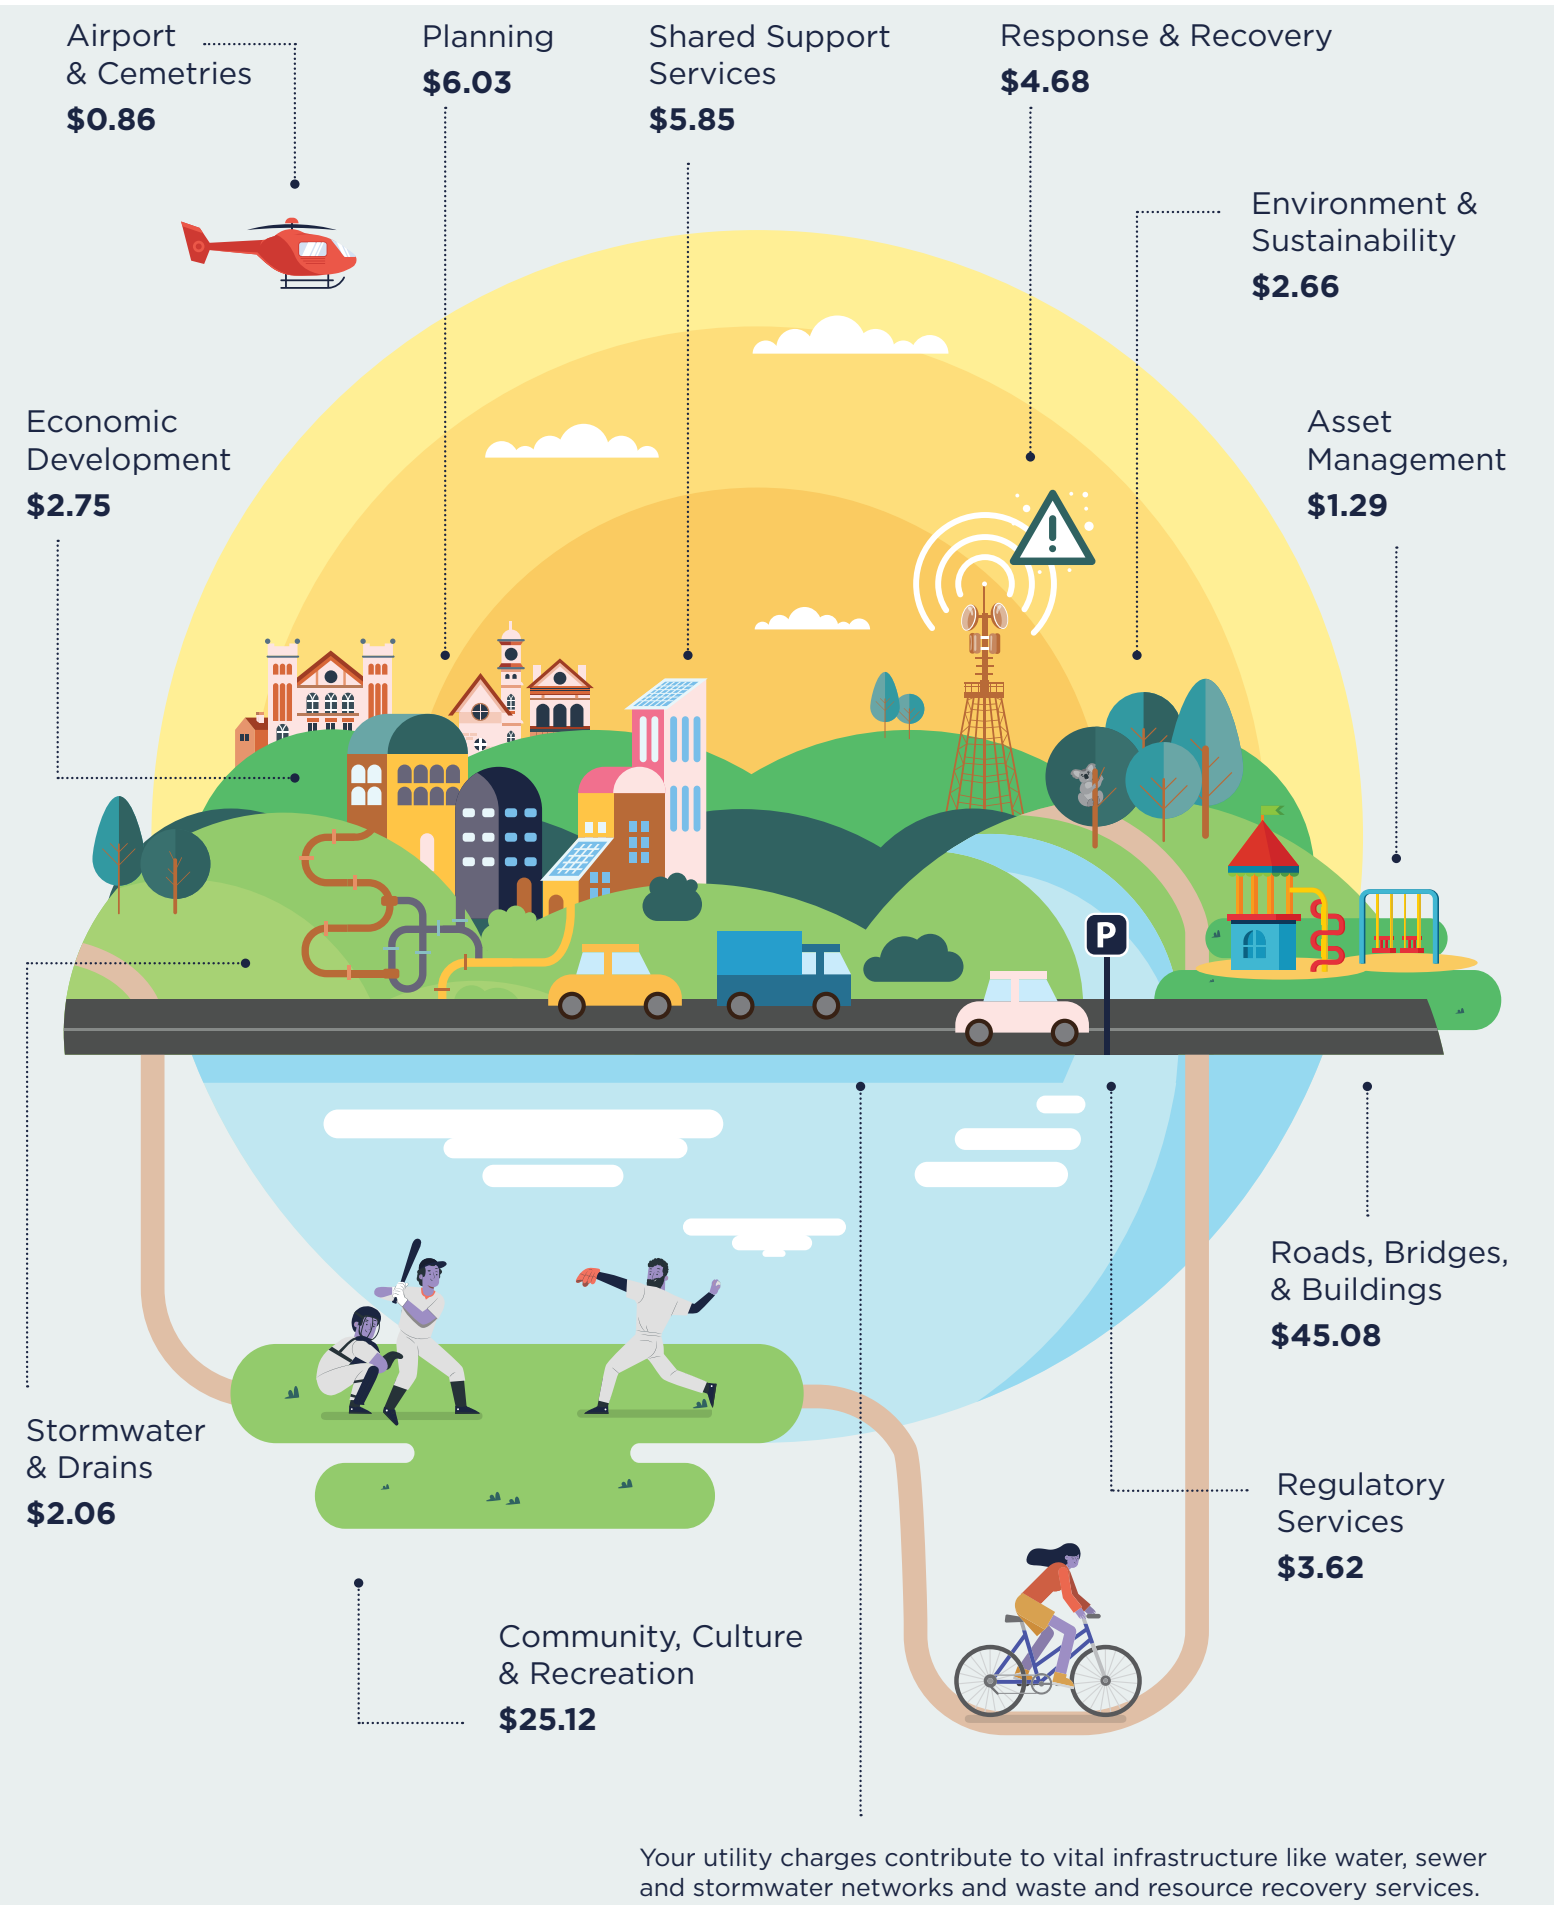 Airport
& Cemetries
$0.86
Planning
$6.03
Shared Support
Services
$5.85
Response & Recovery
$4.68
Environment &
Sustainability
$2.66
Economic
Development
$2.75
Asset
Management
$1.29
P
Roads, Bridges,
& Buildings
$45.08
Stormwater
& Drains
$2.06
Regulatory
Services
$3.62
Community, Culture
& Recreation
$25.12
Your utility charges contribute to vital infrastructure like water, sewer
and stormwater networks and waste and resource recovery services.